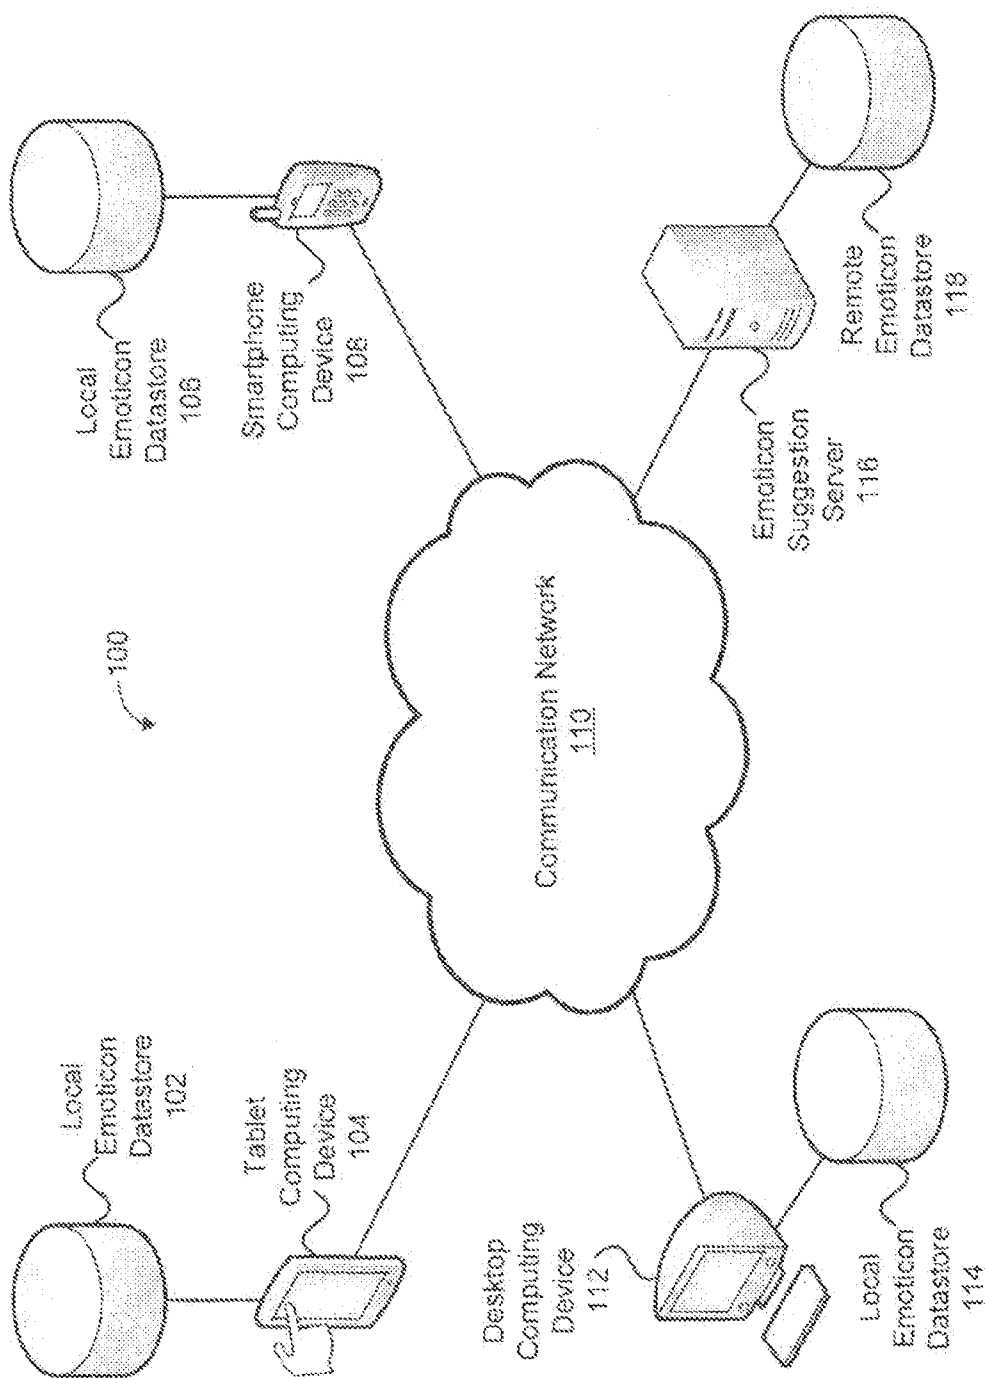 100
Local
Emoticon
Datastore
102
Local
Emoticon
Datastore
106
Tablet
Computing
Device
104
Smartphone
Computing
Device
108
Communication Network
110
Desktop
Computing
Device
112
Emoticon
Suggestion
Server
116
Local
Emoticon
Datastore
114
Remote
Emoticon
Datastore
118